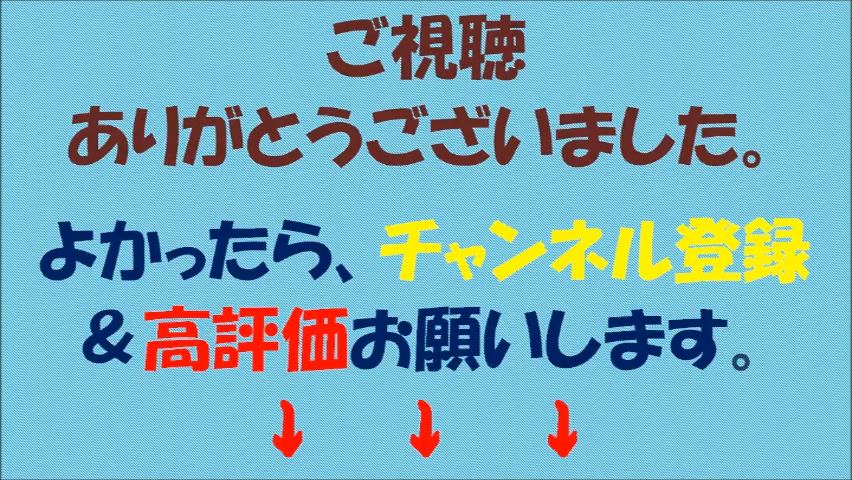 ご視聴
ありがとうございました。
よかったら、チャンネル登録
＆高評価お願いします。
↓ ↓ ↓